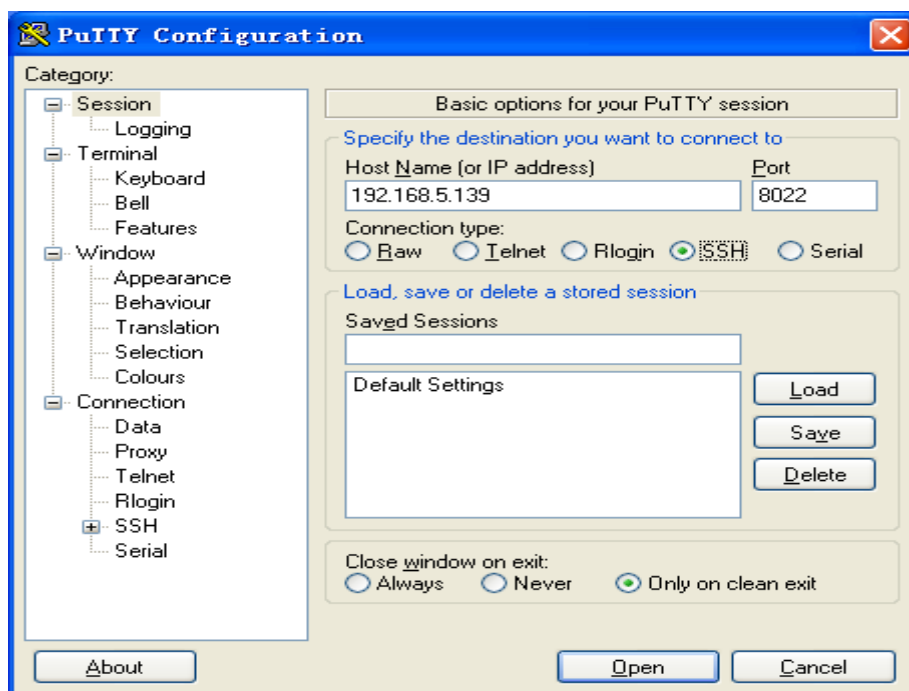 PuTTY Configuration
Category:
Session
Logging
Terminal
Keyboard
Bell
Features
Window
Appearance
Behaviour
Translation
Selection
Colours
Connection
Data
Proxy
Telnet
Rlogin
SSH
Serial
Basic options for your PuTTY session
Specify the destination you want to connect to
Host Name (or IP address) Port
192.168.5.139 8022
Connection type:
Raw Telnet Rlogin SSH Serial
Load, save or delete a stored session
Saved Sessions
Default Settings
Load
Save
Delete
Close window on exit:
Always Never Only on clean exit
About Open Cancel